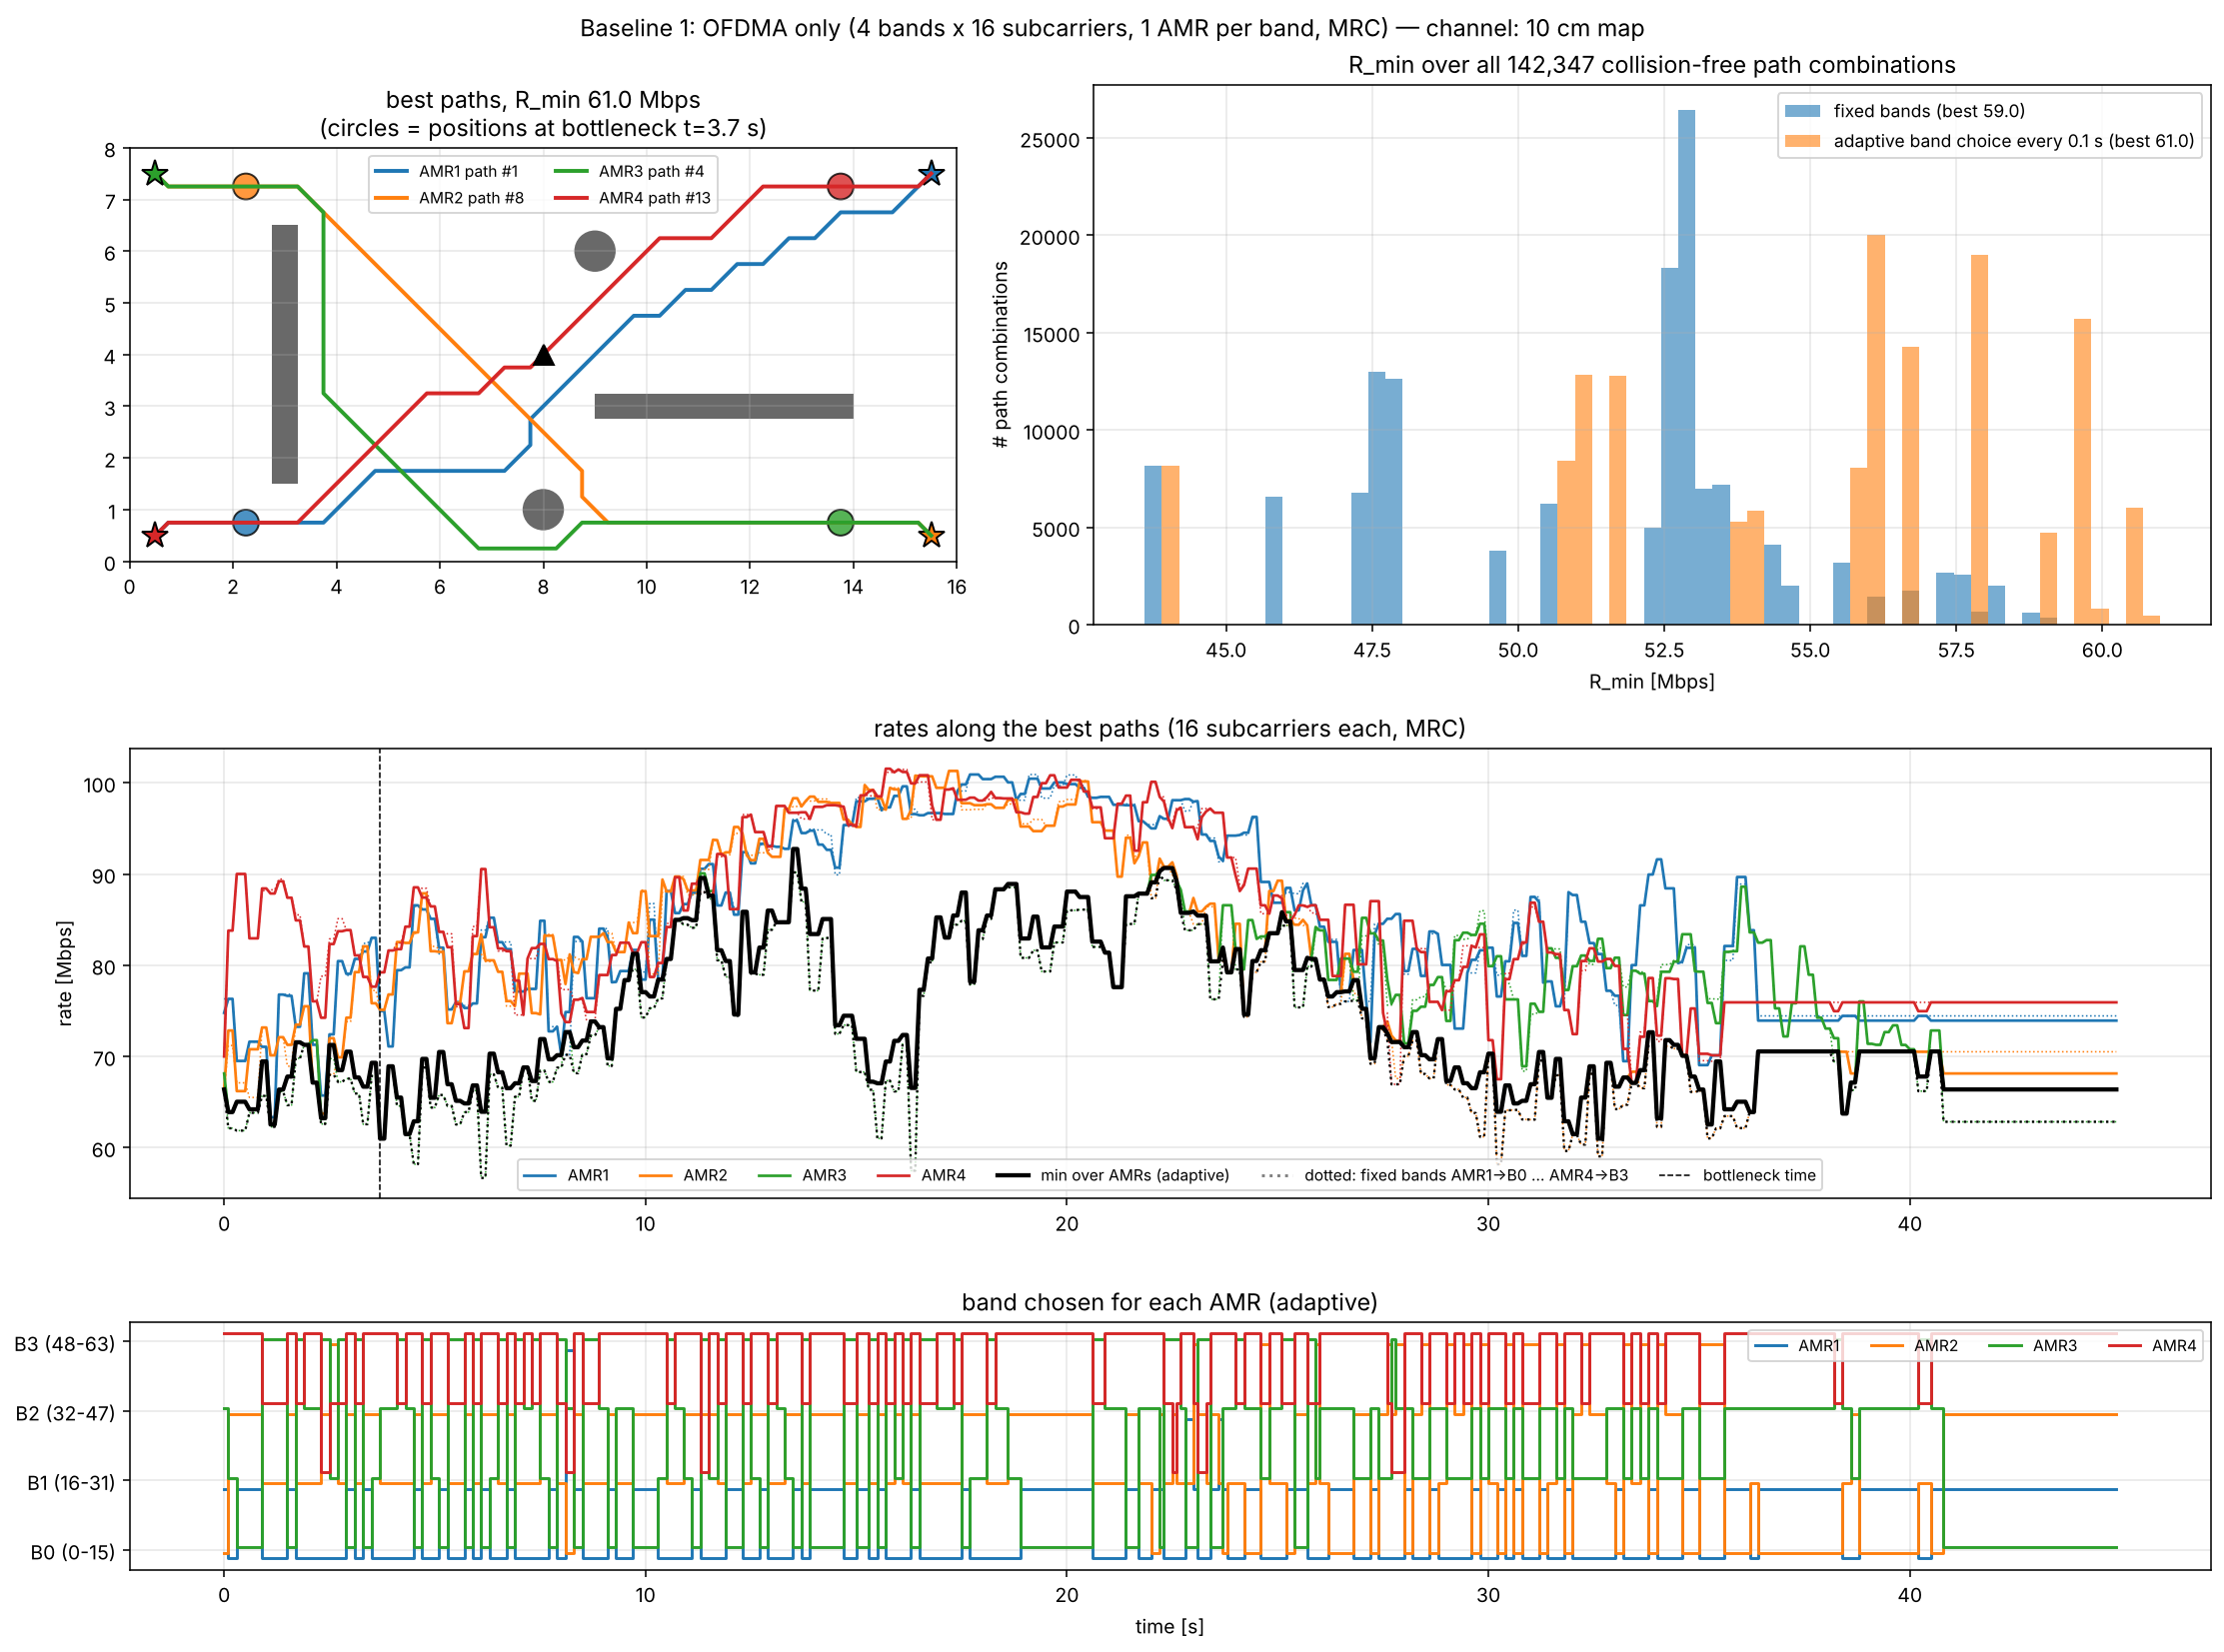 Baseline 1: OFDMA only (4 bands x 16 subcarriers, 1 AMR per band, MRC) — channel: 10 cm map
best paths, R_min 61.0 Mbps
(circles = positions at bottleneck t=3.7 s)
AMR1 path #1
AMR2 path #8
AMR3 path #4
AMR4 path #13
8
7
6
5
4
3
2
1
0
0 2 4 6 8 10 12 14 16
R_min over all 142,347 collision-free path combinations
fixed bands (best 59.0)
adaptive band choice every 0.1 s (best 61.0)
# path combinations
25000
20000
15000
10000
5000
0
45.0 47.5 50.0 52.5 55.0 57.5 60.0
R_min [Mbps]
rates along the best paths (16 subcarriers each, MRC)
rate [Mbps]
100
90
80
70
60
AMR1 AMR2 AMR3 AMR4 min over AMRs (adaptive) dotted: fixed bands AMR1→B0 ... AMR4→B3 bottleneck time
0 10 20 30 40
band chosen for each AMR (adaptive)
B3 (48-63)
B2 (32-47)
B1 (16-31)
B0 (0-15)
AMR1 AMR2 AMR3 AMR4
0 10 20 30 40
time [s]